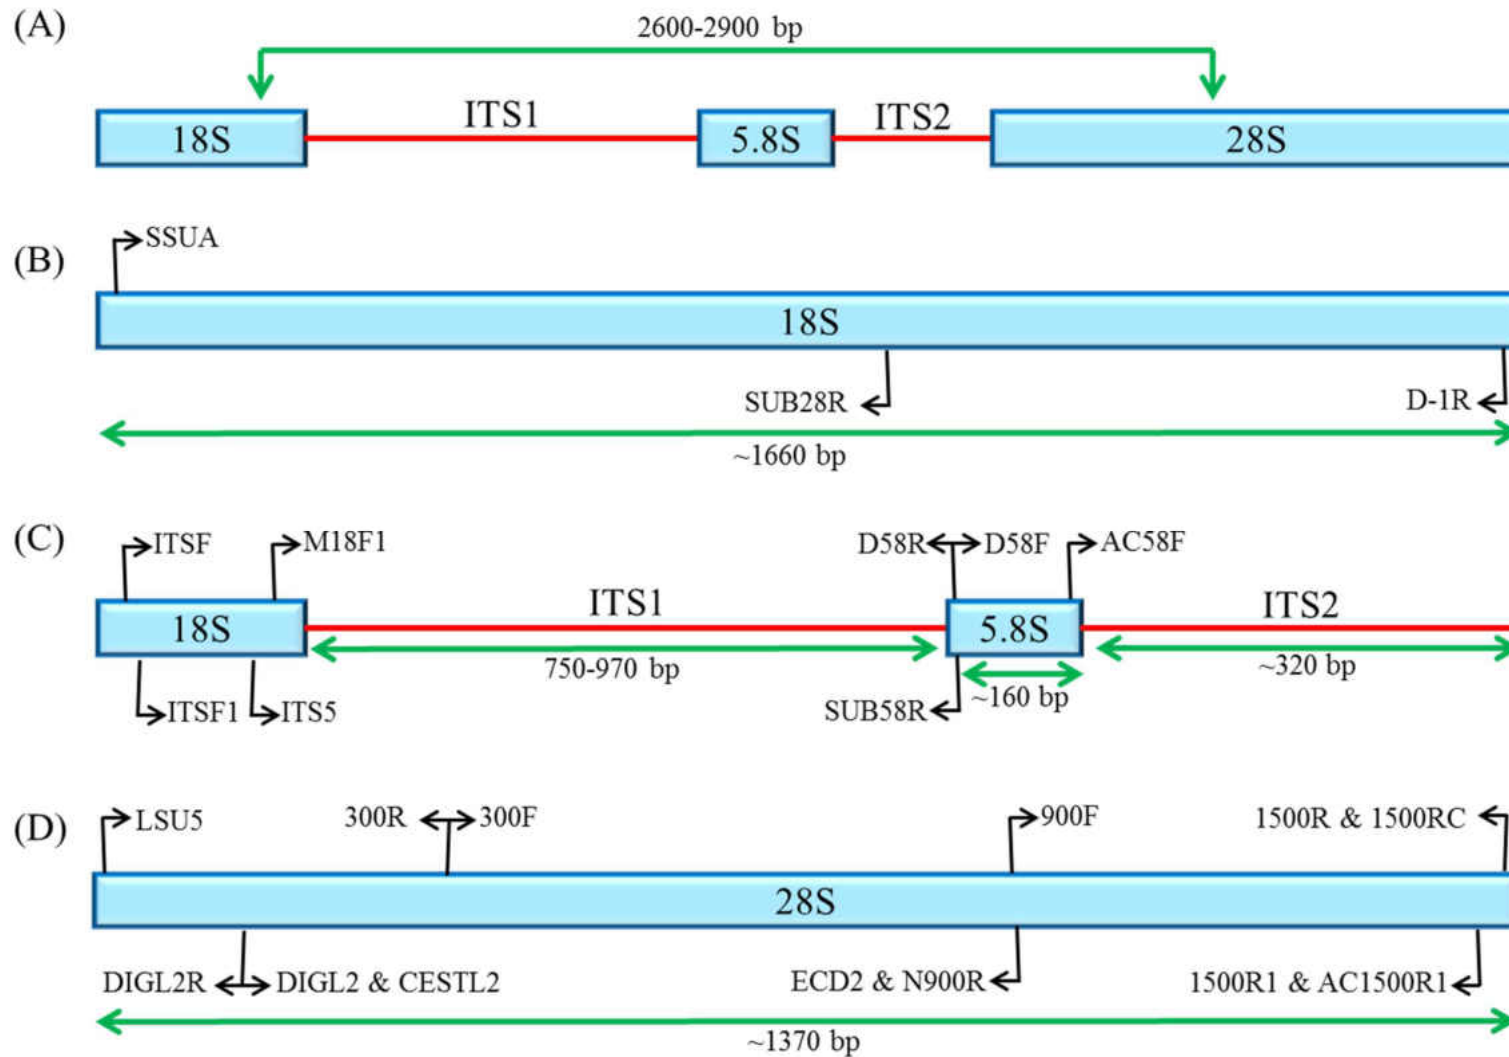 (A)
2600-2900 bp
18S
ITS1
5.8S
ITS2
28S
(B)
SSUA
18S
SUB28R
D-1R
~1660 bp
(C)
ITSF
M18F1
D58R
D58F
AC58F
18S
ITS1
5.8S
ITS2
750-970 bp
~160 bp
~320 bp
ITSF1
ITS5
SUB58R
(D)
LSU5
300R
300F
900F
1500R & 1500RC
28S
DIGL2R
DIGL2 & CESTL2
ECD2 & N900R
1500R1 & AC1500R1
~1370 bp